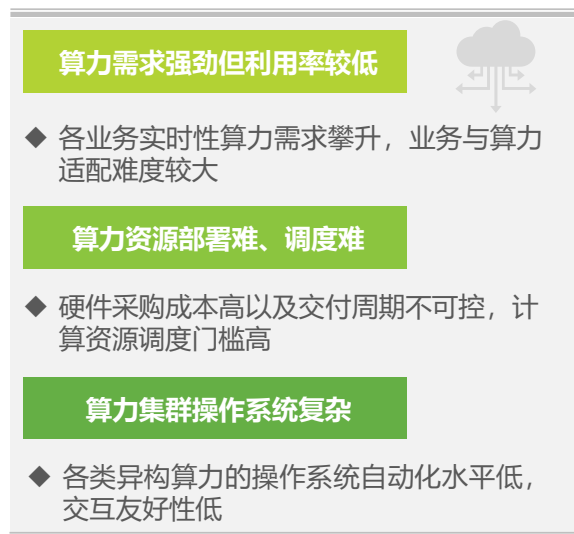 算力需求强劲但利用率较低
◆ 各业务实时性算力需求攀升，业务与算力
适配难度较大
算力资源部署难、调度难
◆ 硬件采购成本高以及交付周期不可控，计
算资源调度门槛高
算力集群操作系统复杂
◆ 各类异构算力的操作系统自动化水平低，
交互友好性低